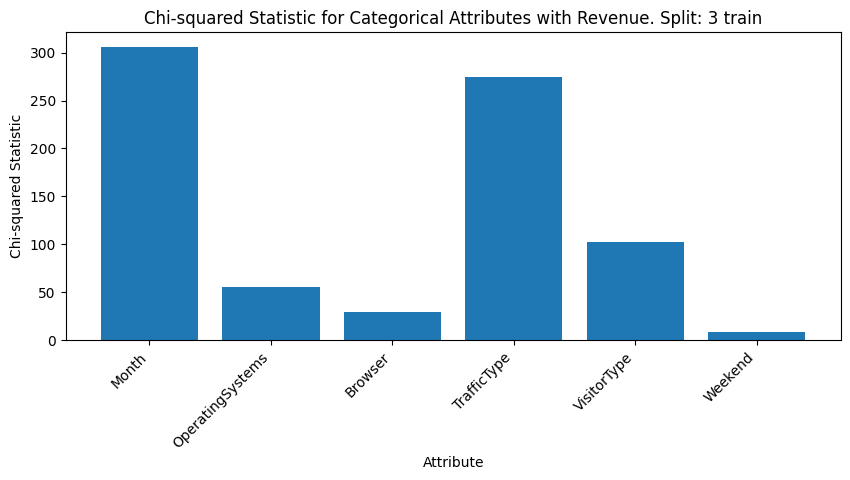 Chi-squared Statistic for Categorical Attributes with Revenue. Split: 3 train
Chi-squared Statistic
300
250
200
150
100
50
0
Month
OperatingSystems
Browser
TrafficType
VisitorType
Weekend
Attribute